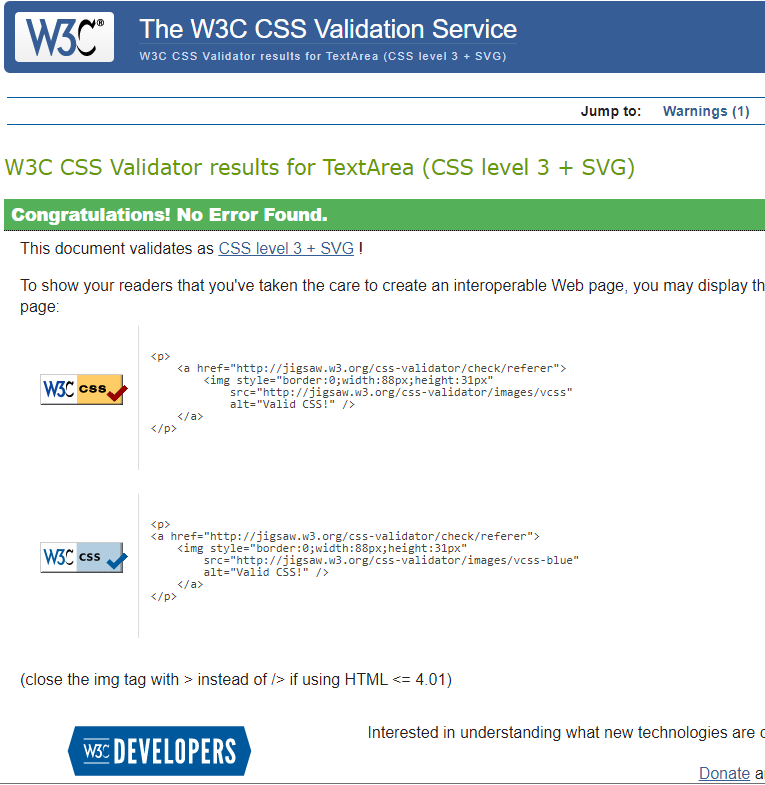 W3C®
The W3C CSS Validation Service
W3C CSS Validator results for TextArea (CSS level 3 + SVG)
Jump to: Warnings (1)
W3C CSS Validator results for TextArea (CSS level 3 + SVG)
Congratulations! No Error Found.
This document validates as CSS level 3 + SVG !
To show your readers that you've taken the care to create an interoperable Web page, you may display th
page:
W3C css
<p>
    <a href="http://jigsaw.w3.org/css-validator/check/referer">
        <img style="border:0;width:88px;height:31px"
            src="http://jigsaw.w3.org/css-validator/images/vcss"
            alt="Valid CSS!" />
    </a>
</p>
W3C css
<p>
<a href="http://jigsaw.w3.org/css-validator/check/referer">
    <img style="border:0;width:88px;height:31px"
        src="http://jigsaw.w3.org/css-validator/images/vcss-blue"
        alt="Valid CSS!" />
    </a>
</p>
(close the img tag with > instead of /> if using HTML <= 4.01)
W3C DEVELOPERS
Interested in understanding what new technologies are c
Donate a